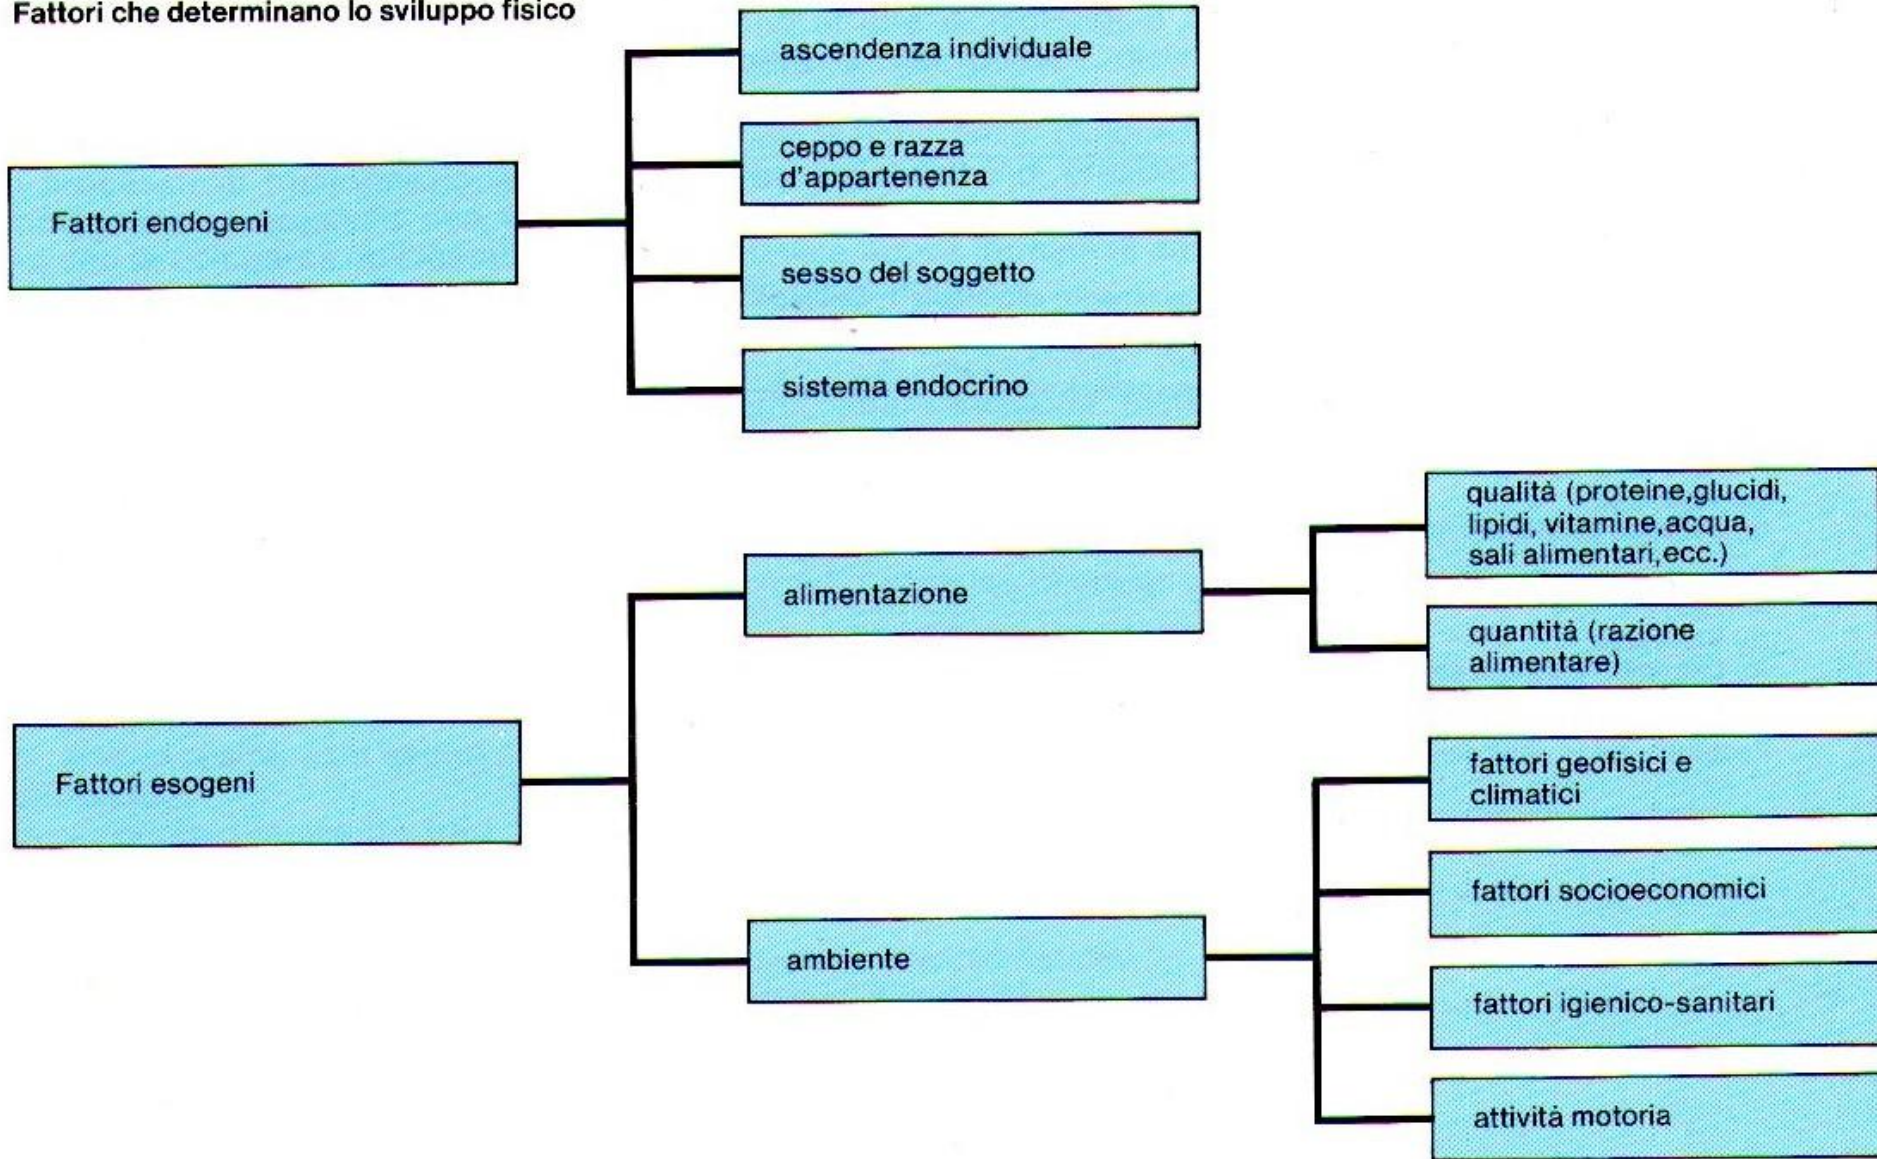 Fattori che determinano lo sviluppo fisico
Fattori endogeni
ascendenza individuale
ceppo e razza
d'appartenenza
sesso del soggetto
sistema endocrino
Fattori esogeni
alimentazione
qualità (proteine,glucidi,
lipidi, vitamine,acqua,
sali alimentari,ecc.)
quantità (razione
alimentare)
ambiente
fattori geofisici e
climatici
fattori socioeconomici
fattori igienico-sanitari
attività motoria